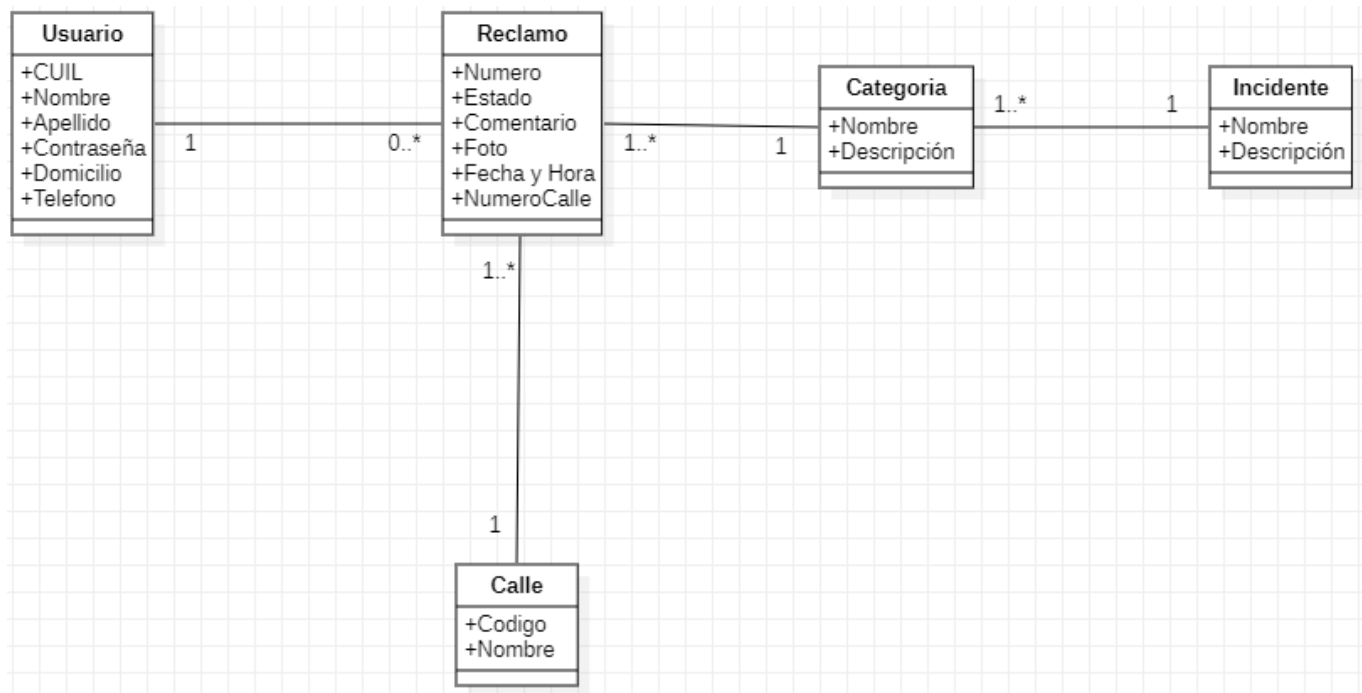 Usuario
+CUIL
+Nombre
+Apellido
+Contraseña
+Domicilio
+Telefono
1
0..*
Reclamo
+Numero
+Estado
+Comentario
+Foto
+Fecha y Hora
+NumeroCalle
1..*
1
Categoria
+Nombre
+Descripción
1..*
1
Incidente
+Nombre
+Descripción
1..*
1
Calle
+Codigo
+Nombre